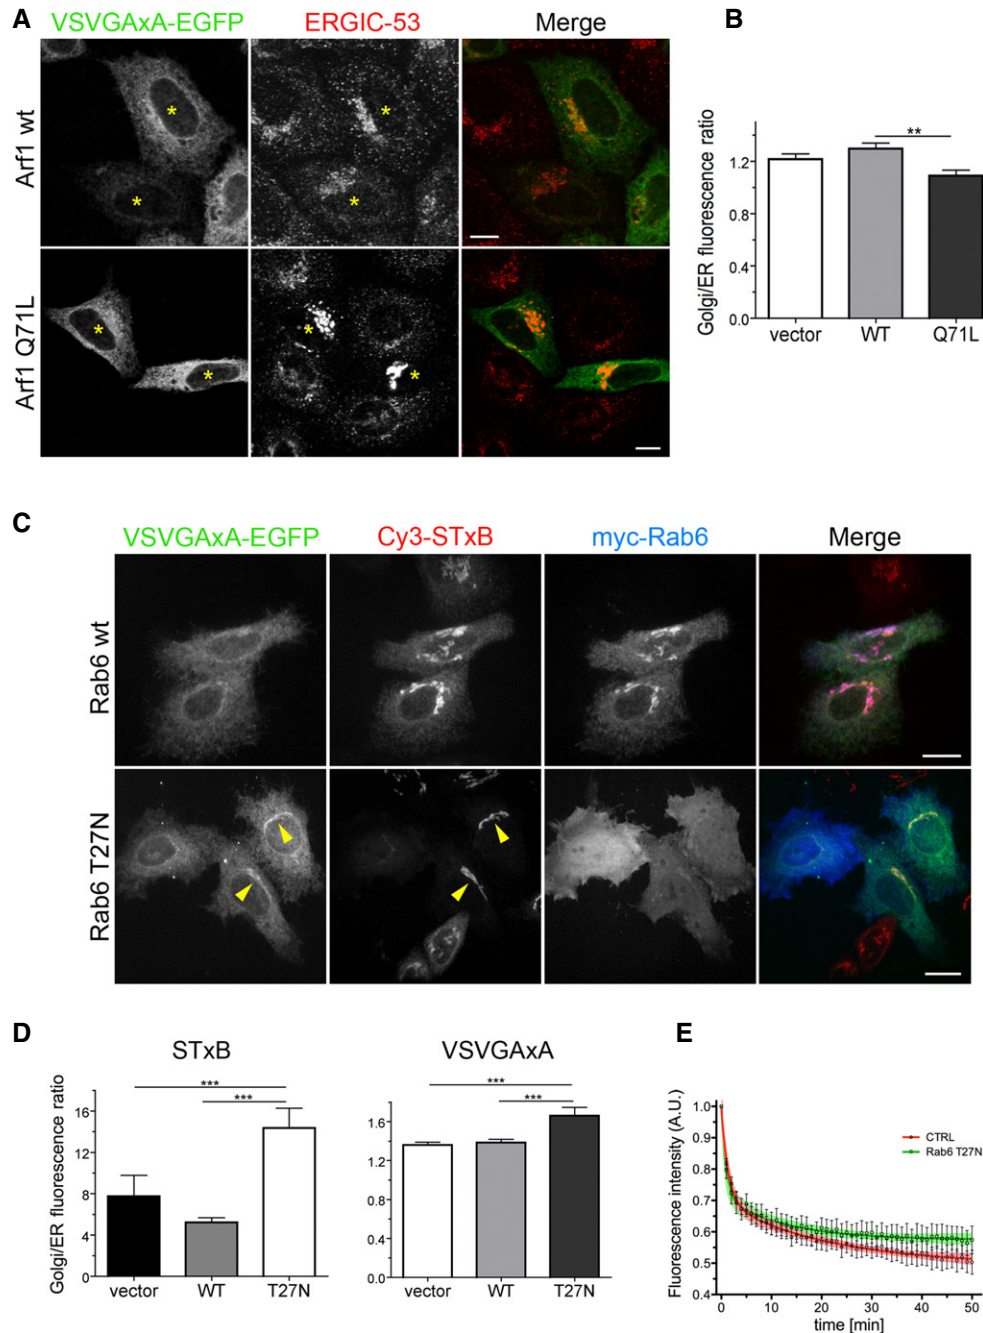 A
VSVGAxA-EGFP ERGIC-53 Merge
Arf1 wt
Arf1 Q71L
B
Golgi/ER fluorescence ratio
**
1.2
0.8
0.4
0.0
vector WT Q71L
C
VSVGAxA-EGFP Cy3-STxB myc-Rab6 Merge
Rab6 wt
Rab6 T27N
D
STxB
Golgi/ER fluorescence ratio
***
***
16
12
8
4
0
vector WT T27N
VSVGAxA
***
***
1.6
1.2
0.8
0.4
0.0
vector WT T27N
E
Fluorescence intensity (A.U.)
1.0
0.9
0.8
0.7
0.6
0.5
0.4
CTRL
Rab6 T27N
0 10 20 30 40 50
time [min]